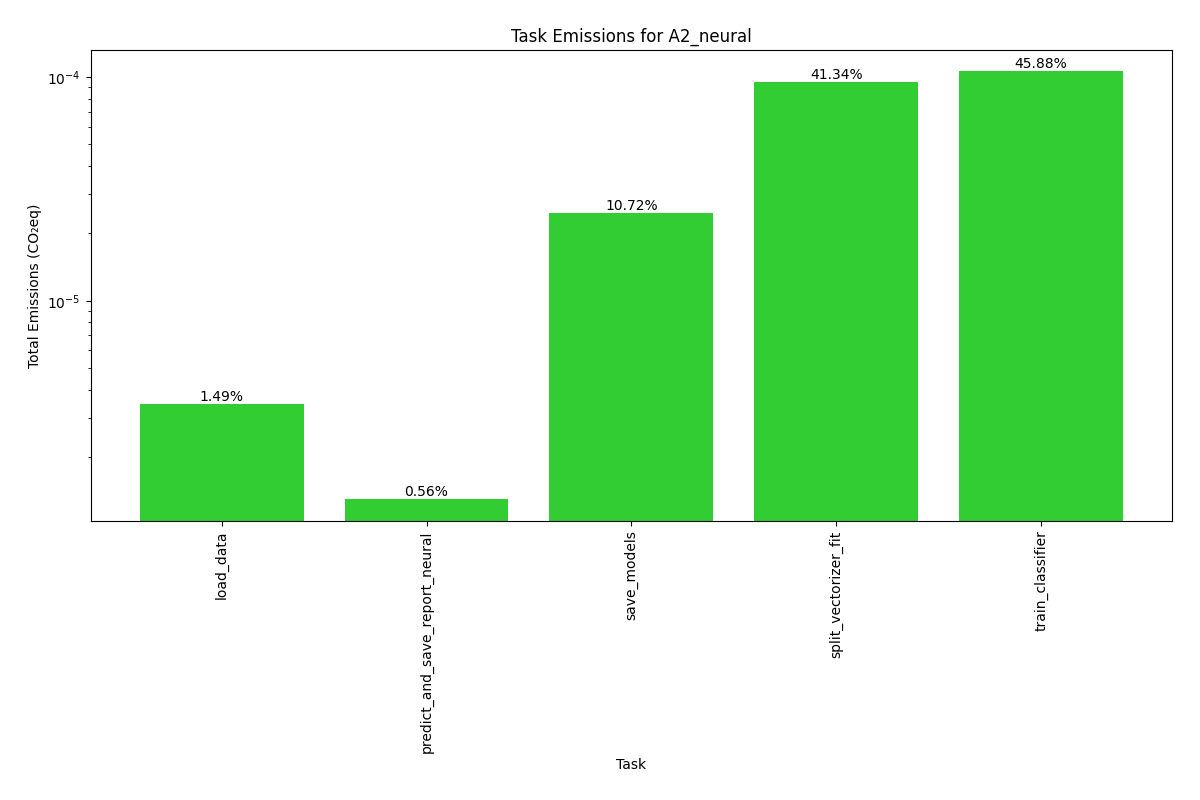 Task Emissions for A2_neural
Total Emissions (CO₂eq)
10⁻⁴
10⁻⁵
1.49%
0.56%
10.72%
41.34%
45.88%
load_data
predict_and_save_report_neural
save_models
split_vectorizer_fit
train_classifier
Task